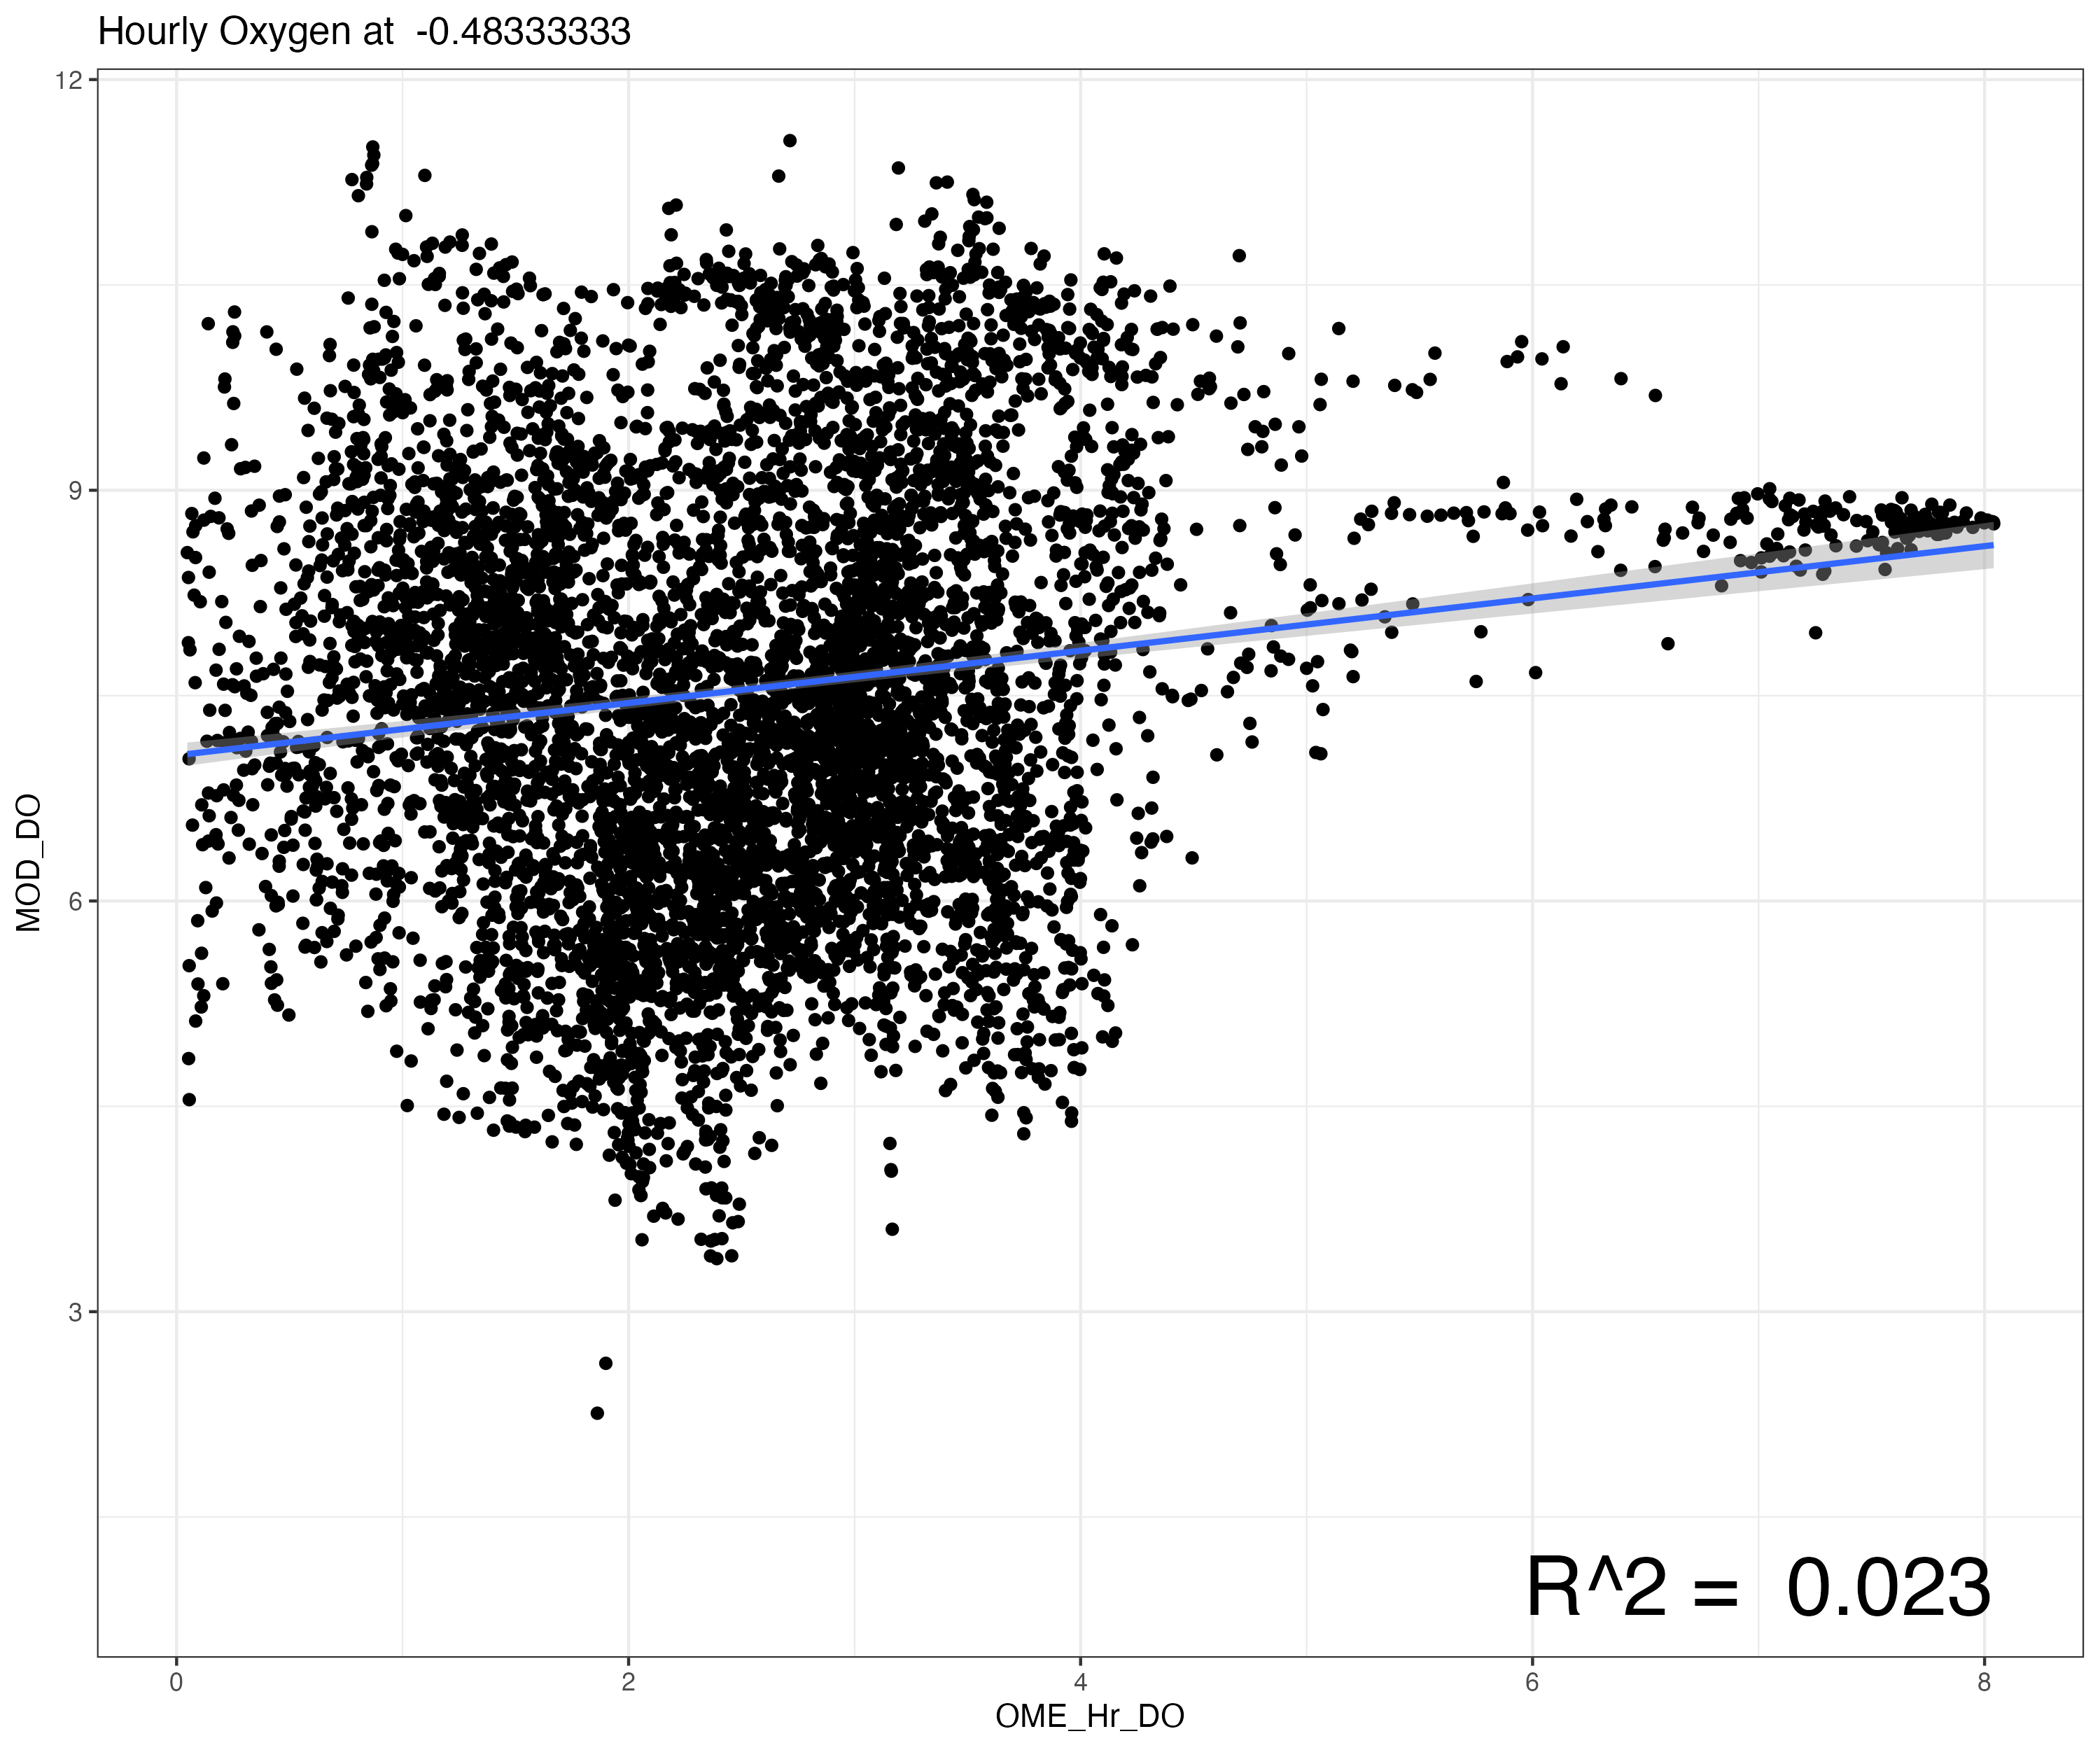 Hourly Oxygen at  -0.48333333
12
9
6
3
MOD_DO
R^2 =  0.023
0 2 4 6 8
OME_Hr_DO